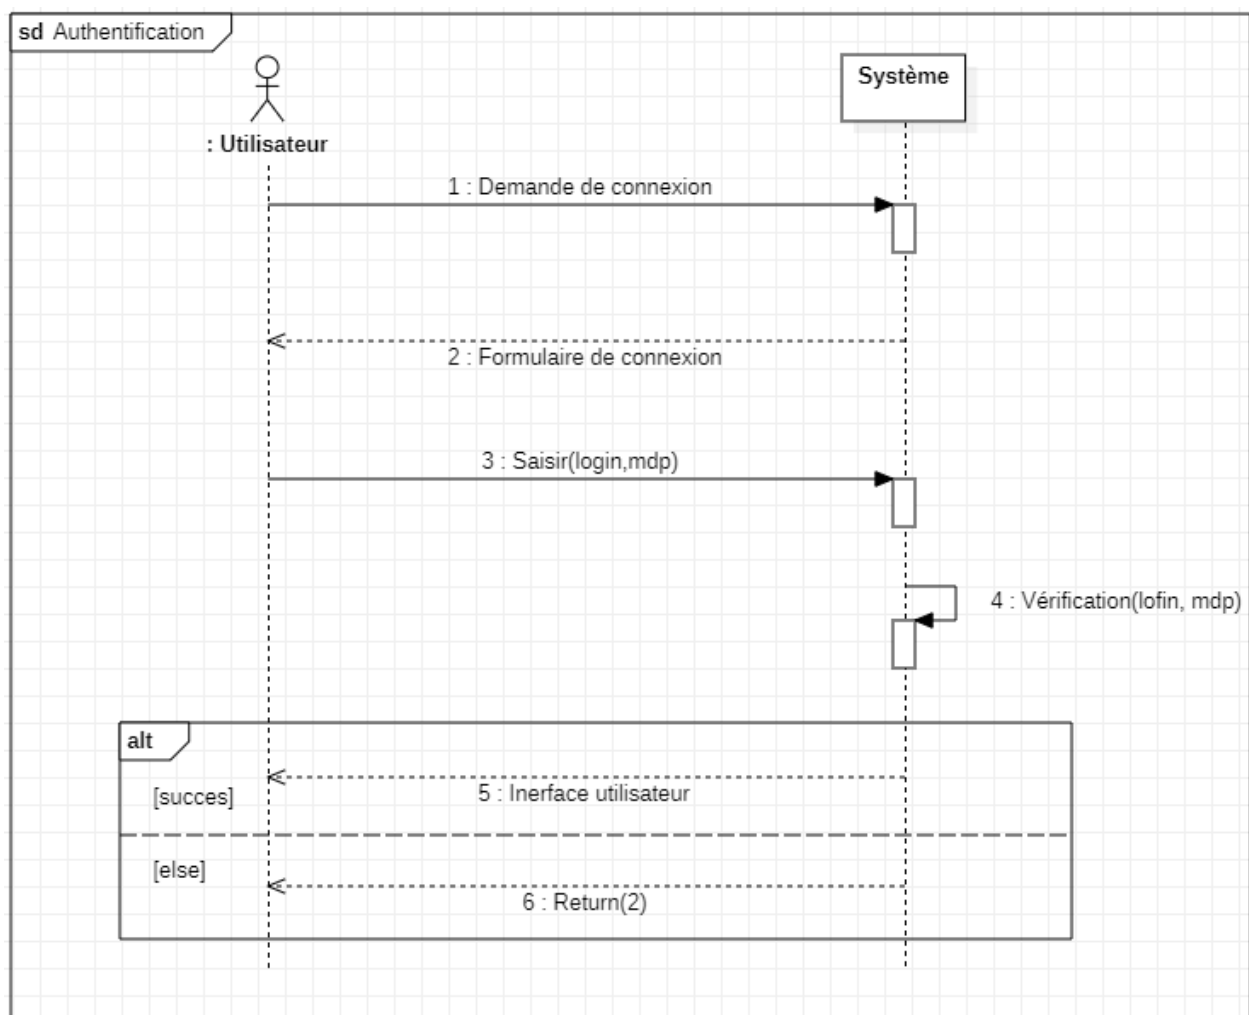 sd Authentification
Système
: Utilisateur
1 : Demande de connexion
2 : Formulaire de connexion
3 : Saisir(login,mdp)
4 : Vérification(lofin, mdp)
alt
[succes]
5 : Inerface utilisateur
[else]
6 : Return(2)